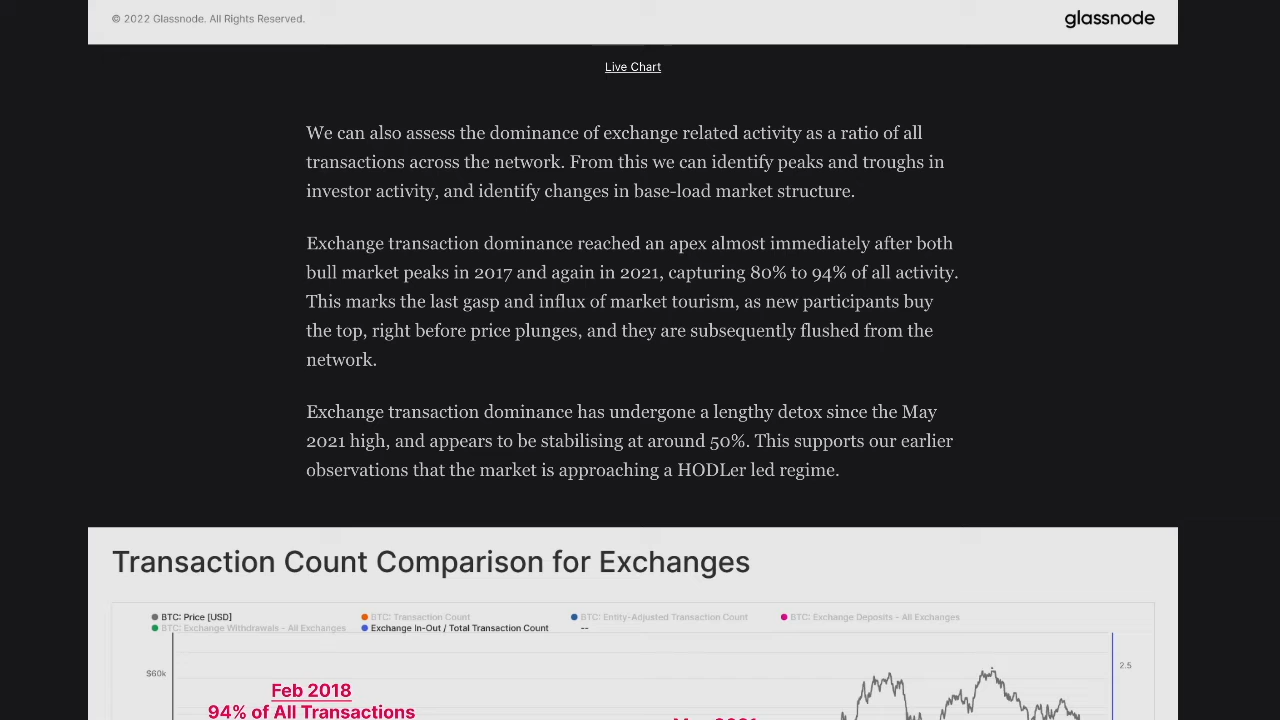 © 2022 Glassnode. All Rights Reserved.
glassnode
Live Chart
We can also assess the dominance of exchange related activity as a ratio of all
transactions across the network. From this we can identify peaks and troughs in
investor activity, and identify changes in base-load market structure.
Exchange transaction dominance reached an apex almost immediately after both
bull market peaks in 2017 and again in 2021, capturing 80% to 94% of all activity.
This marks the last gasp and influx of market tourism, as new participants buy
the top, right before price plunges, and they are subsequently flushed from the
network.
Exchange transaction dominance has undergone a lengthy detox since the May
2021 high, and appears to be stabilising at around 50%. This supports our earlier
observations that the market is approaching a HODLer led regime.
Transaction Count Comparison for Exchanges
BTC: Price [USD]
BTC: Transaction Count
BTC: Entity-Adjusted Transaction Count
BTC: Exchange Deposits - All Exchanges
BTC: Exchange Withdrawals - All Exchanges
Exchange In-Out / Total Transaction Count
--
2.5
$60k
Feb 2018
94% of All Transactions